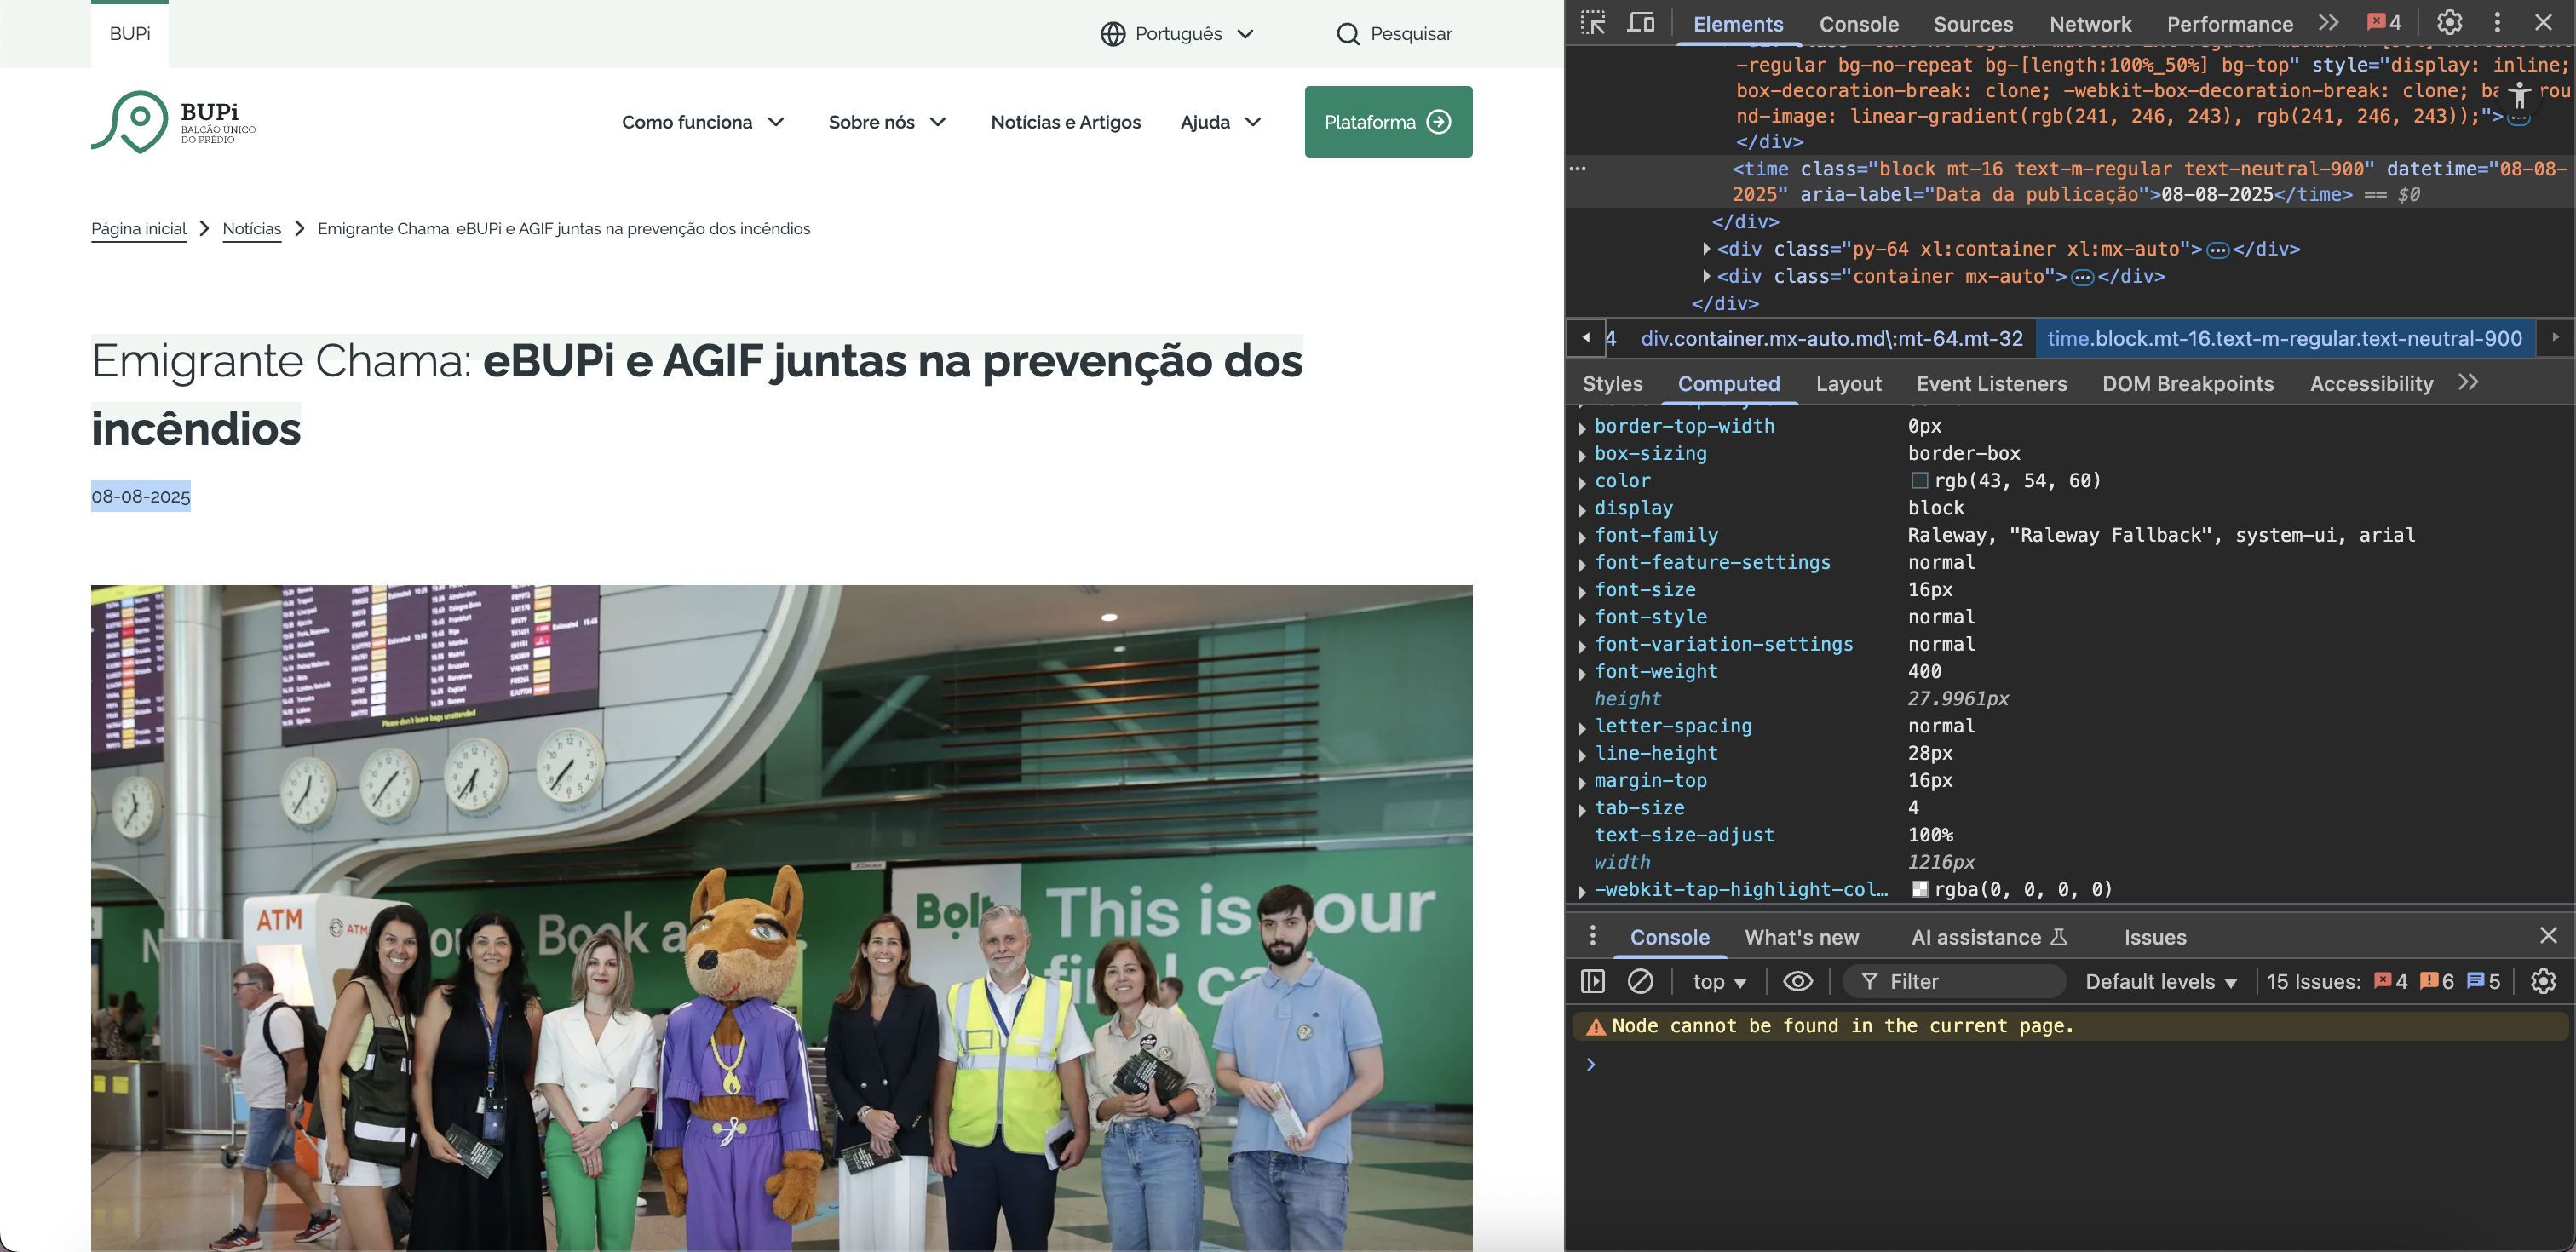 BUPi
Português
Pesquisar
BUPi
BALCÃO ÚNICO
DO PRÉDIO
Como funciona
Sobre nós
Notícias e Artigos
Ajuda
Plataforma
Página inicial
Notícias
Emigrante Chama: eBUPi e AGIF juntas na prevenção dos incêndios
Emigrante Chama: eBUPi e AGIF juntas na prevenção dos
incêndios
08-08-2025
Please don't leave bags unattended
ATM
ATM
Book a
Bolt
This is your
final ca
Elements Console Sources Network Performance 4
-regular bg-no-repeat bg-[length:100%_50%] bg-top" style="display: inline;
box-decoration-break: clone; -webkit-box-decoration-break: clone;
nd-image: linear-gradient(rgb(241, 246, 243), rgb(241, 246, 243));">…
</div>
<time class="block mt-16 text-m-regular text-neutral-900" datetime="08-08-
2025" aria-label="Data da publicação">08-08-2025</time> == $0
</div>
<div class="py-64 xl:container xl:mx-auto">…</div>
<div class="container mx-auto">…</div>
</div>
4 div.container.mx-auto.md\:mt-64.mt-32 time.block.mt-16.text-m-regular.text-neutral-900
Styles Computed Layout Event Listeners DOM Breakpoints Accessibility
border-top-width 0px
box-sizing border-box
color rgb(43, 54, 60)
display block
font-family Raleway, "Raleway Fallback", system-ui, arial
font-feature-settings normal
font-size 16px
font-style normal
font-variation-settings normal
font-weight 400
height 27.9961px
letter-spacing normal
line-height 28px
margin-top 16px
tab-size 4
text-size-adjust 100%
width 1216px
-webkit-tap-highlight-col… rgba(0, 0, 0, 0)
Console What's new AI assistance Issues
top Filter Default levels 15 Issues: 4 6 5
Node cannot be found in the current page.